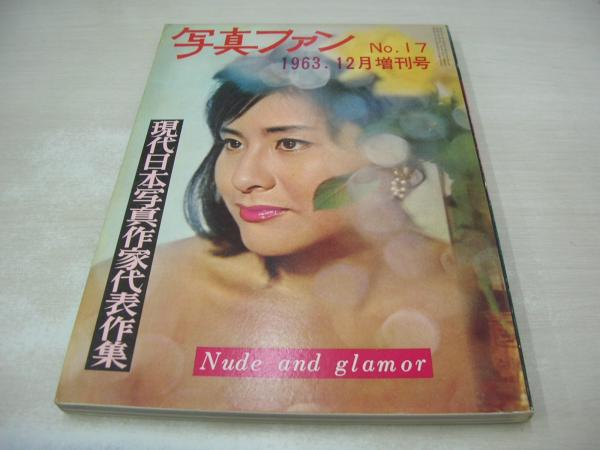 写真ファン
No.17
1963.12月増刊号
現代日本写真作家代表作集
Nude and glamor